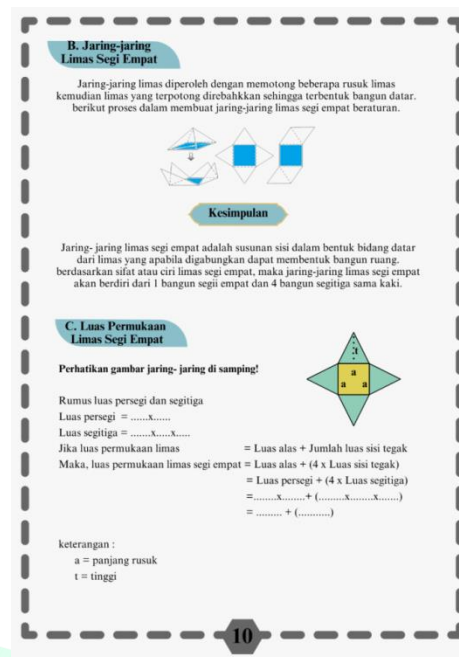 B. Jaring-jaring
Limas Segi Empat
Jaring-jaring limas diperoleh dengan memotong beberapa rusuk limas
kemudian limas yang terpotong direbahkkan sehingga terbentuk bangun datar.
berikut proses dalam membuat jaring-jaring limas segi empat beraturan.
Kesimpulan
Jaring- jaring limas segi empat adalah susunan sisi dalam bentuk bidang datar
dari limas yang apabila digabungkan dapat membentuk bangun ruang.
berdasarkan sifat atau ciri limas segi empat, maka jaring-jaring limas segi empat
akan berdiri dari 1 bangun segii empat dan 4 bangun segitiga sama kaki.
C. Luas Permukaan
Limas Segi Empat
Perhatikan gambar jaring- jaring di samping!
t
a
a a
Rumus luas persegi dan segitiga
Luas persegi = ......x......
Luas segitiga = ......x.....x.....
Jika luas permukaan limas = Luas alas + Jumlah luas sisi tegak
Maka, luas permukaan limas segi empat = Luas alas + (4 x Luas sisi tegak)
= Luas persegi + (4 x Luas segitiga)
=........x........+ (.........x.......x.......)
= ......... + (...........)
keterangan :
a = panjang rusuk
t = tinggi
10